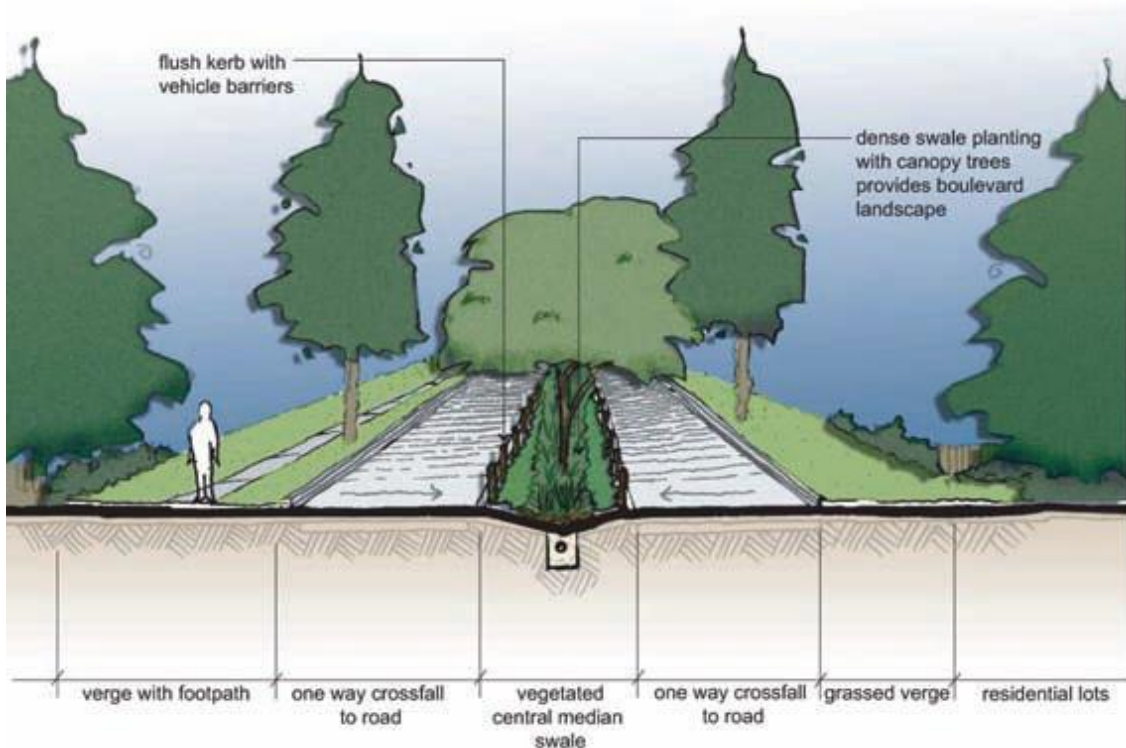 flush kerb with
vehicle barriers
dense swale planting
with canopy trees
provides boulevard
landscape
verge with footpath
one way crossfall
to road
vegetated
central median
swale
one way crossfall
to road
grassed verge
residential lots